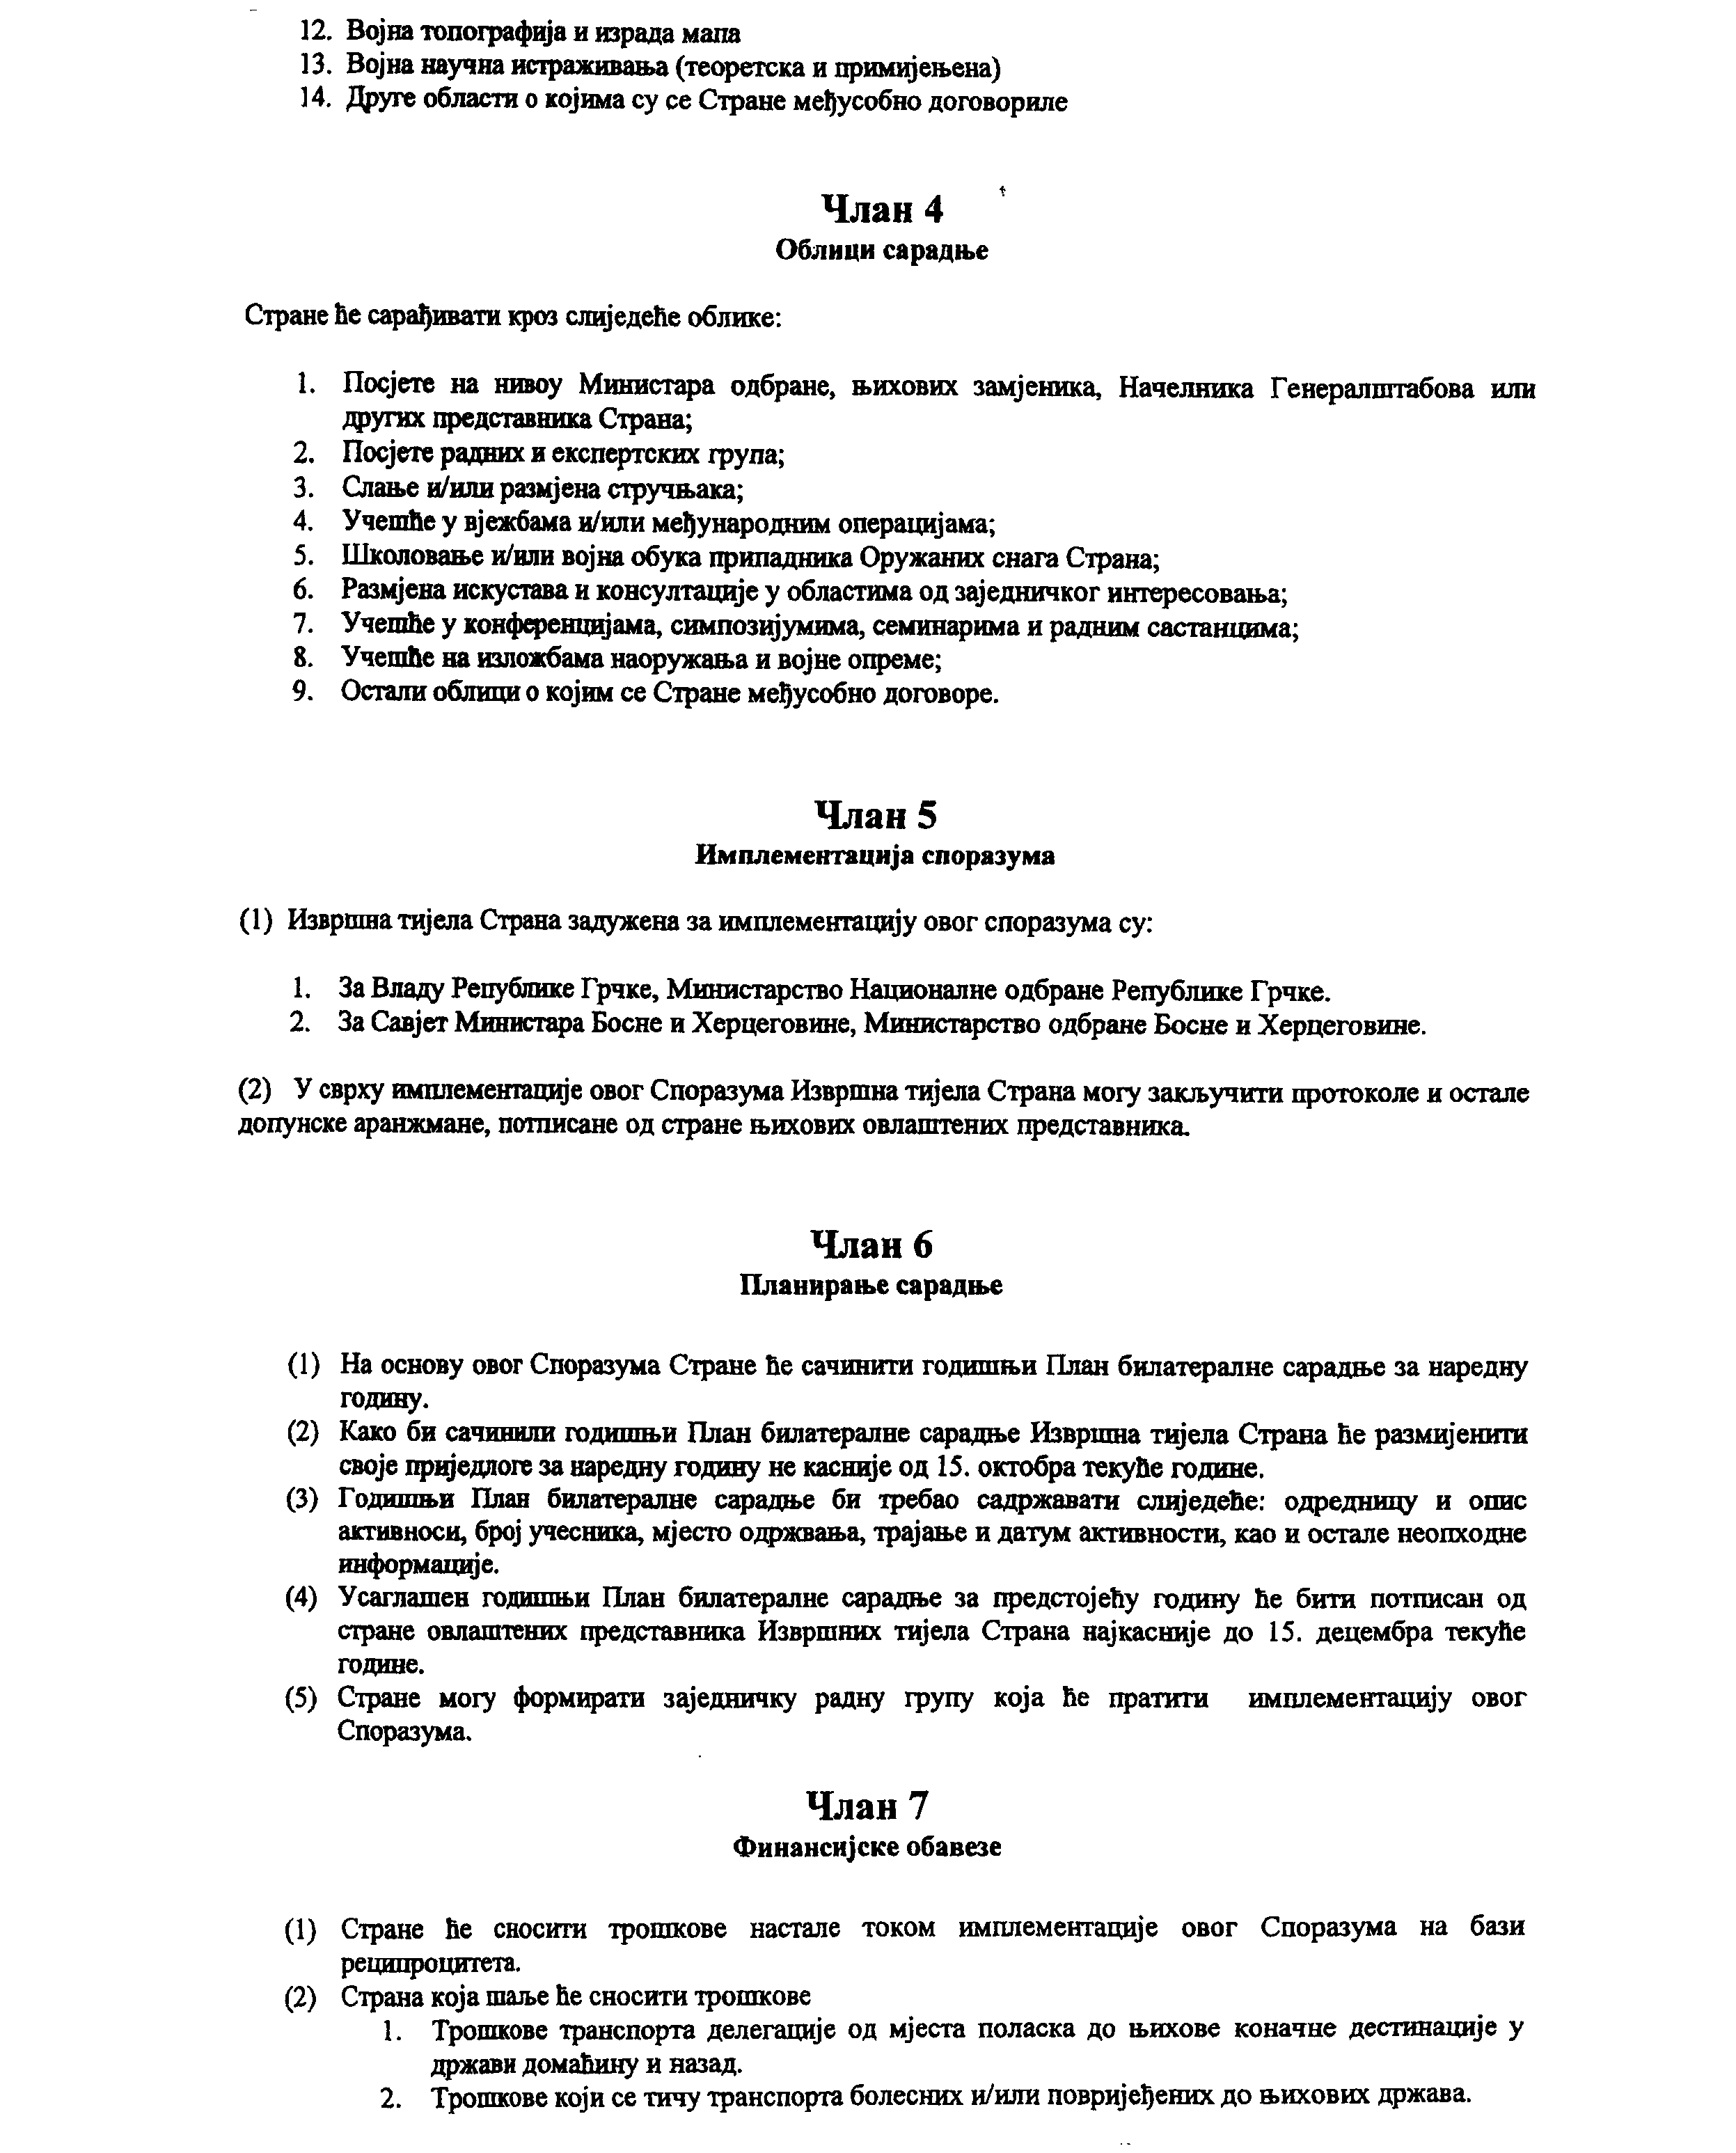 12. Војна топографија и израда мапа
13. Војна научна истраживања (теоретска и примијењена)
14. Друге области о којима су се Стране међусобно договориле
Члан 4
Облици сарадње
Стране ће сарађивати кроз слиједеће облике:
1. Посјете на нивоу Министара одбране, њихових замјеника, Начелника Генералштабова или
других представника Страна;
2. Посјете радних и експертских група;
3. Слање и/или размјена стручњака;
4. Учешће у вјежбама и/или међународним операцијама;
5. Школовање и/или војна обука припадника Оружаних снага Страна;
6. Размјена искустава и консултације у областима од заједничког интересовања;
7. Учешће у конференцијама, симпозијумима, семинарима и радним састанцима;
8. Учешће на изложбама наоружања и војне опреме;
9. Остали облици о којим се Стране међусобно договоре.
Члан 5
Имплементација споразума
(1) Извршна тијела Страна задужена за имплементацију овог споразума су:
1. За Владу Републике Грчке, Министарство Националне одбране Републике Грчке.
2. За Савјет Министара Босне и Херцеговине, Министарство одбране Босне и Херцеговине.
(2) У сврху имплементације овог Споразума Извршна тијела Страна могу закључити протоколе и остале
допунске аранжмане, потписане од стране њихових овлаштених представника.
Члан 6
Планирање сарадње
(1) На основу овог Споразума Стране ће сачинити годишњи План билатералне сарадње за наредну
годину.
(2) Како би сачинили годишњи План билатералне сарадње Извршна тијела Страна ће размијенити
своје приједлоге за наредну годину не касније од 15. октобра текуће године.
(3) Годишњи План билатералне сарадње би требао садржавати слиједеће: одредницу и опис
активноси, број учесника, мјесто одржвања, трајање и датум активности, као и остале неопходне
информације.
(4) Усаглашен годишњи План билатералне сарадње за предстојећу годину ће бити потписан од
стране овлаштених представника Извршних тијела Страна најкасније до 15. децембра текуће
године.
(5) Стране могу формирати заједничку радну групу која ће пратити имплементацију овог
Споразума.
Члан 7
Финансијске обавезе
(1) Стране ће сносити трошкове настале током имплементације овог Споразума на бази
реципроцитета.
(2) Страна која шаље ће сносити трошкове
1. Трошкове транспорта делегације од мјеста поласка до њихове коначне дестинације у
држави домаћину и назад.
2. Трошкове који се тичу транспорта болесних и/или повријеђених до њихових држава.